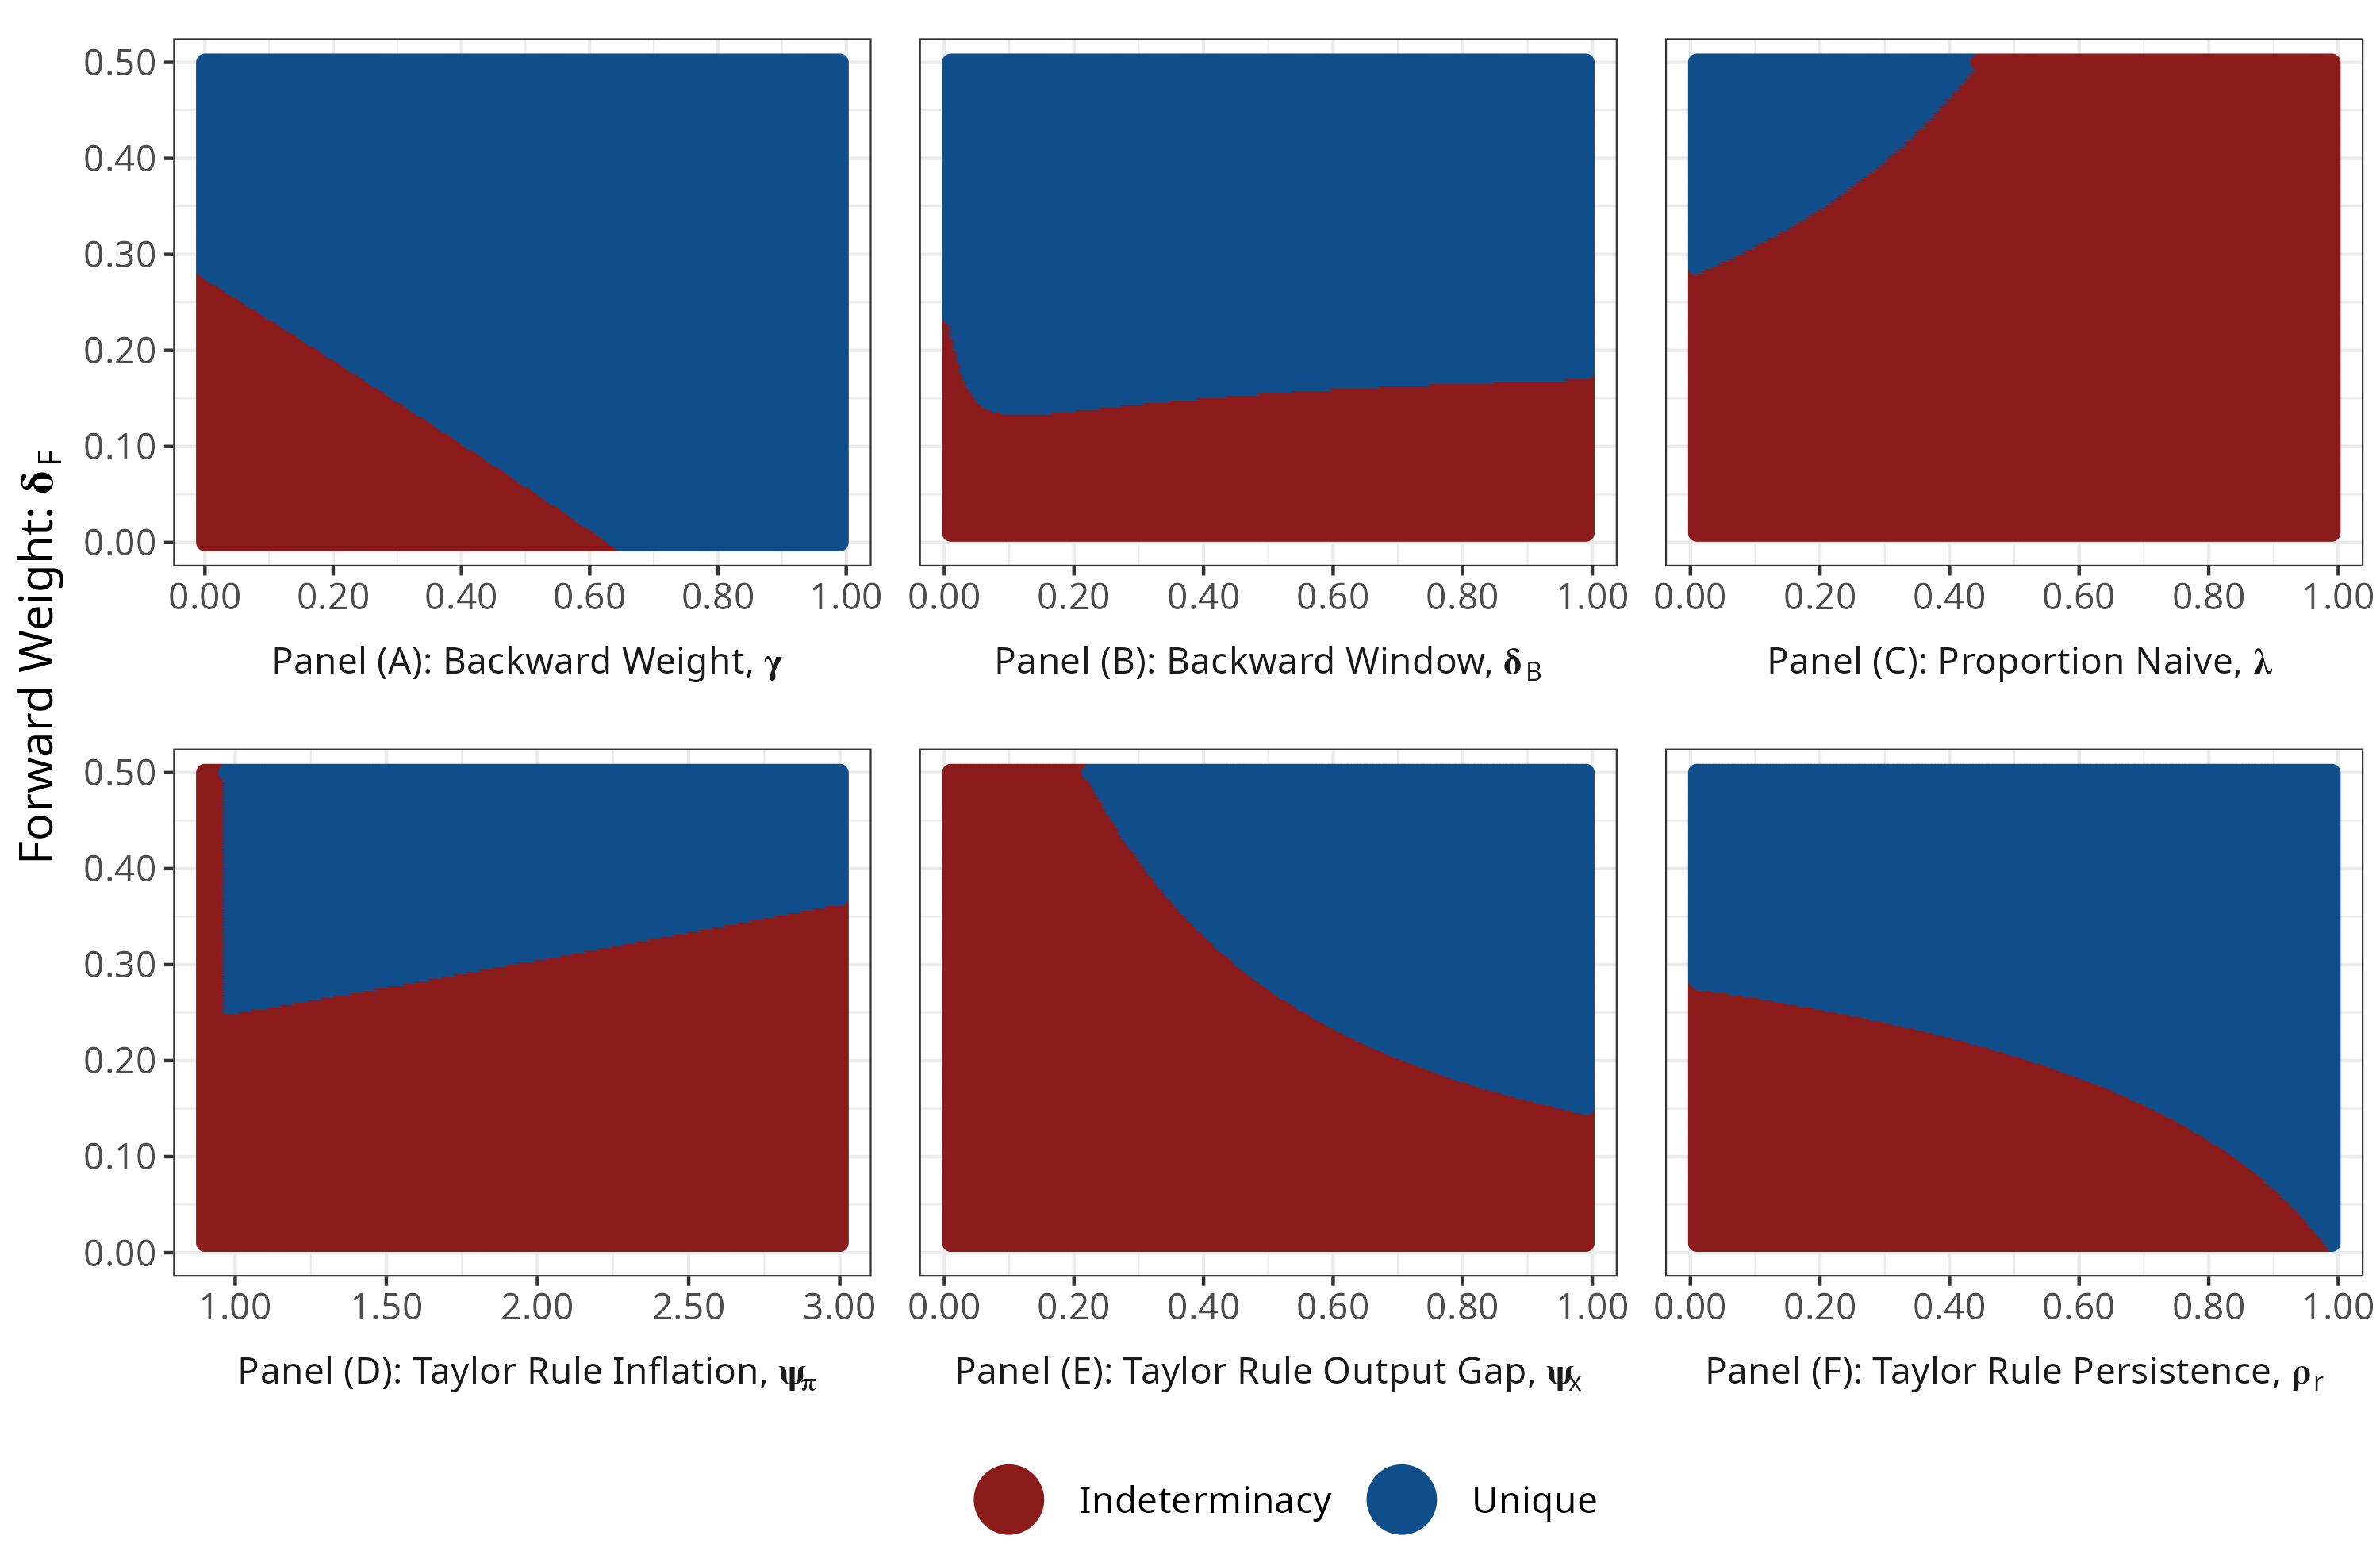 Forward Weight: δF
0.50
0.40
0.30
0.20
0.10
0.00
0.00 0.20 0.40 0.60 0.80 1.00
Panel (A): Backward Weight, γ
0.00 0.20 0.40 0.60 0.80 1.00
Panel (B): Backward Window, δB
0.00 0.20 0.40 0.60 0.80 1.00
Panel (C): Proportion Naive, λ
0.50
0.40
0.30
0.20
0.10
0.00
1.00 1.50 2.00 2.50 3.00
Panel (D): Taylor Rule Inflation, ψπ
0.00 0.20 0.40 0.60 0.80 1.00
Panel (E): Taylor Rule Output Gap, ψx
0.00 0.20 0.40 0.60 0.80 1.00
Panel (F): Taylor Rule Persistence, ρr
Indeterminacy Unique